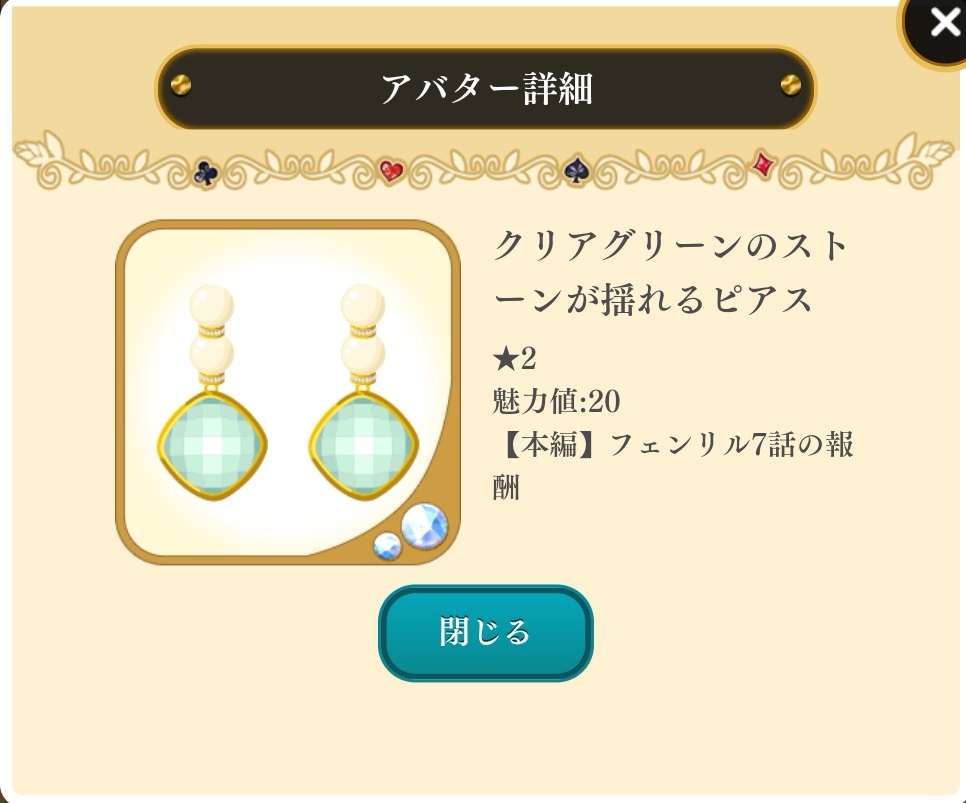 アバター詳細
クリアグリーンのスト
ーンが揺れるピアス
★2
魅力値:20
【本編】フェンリル7話の報
酬
閉じる